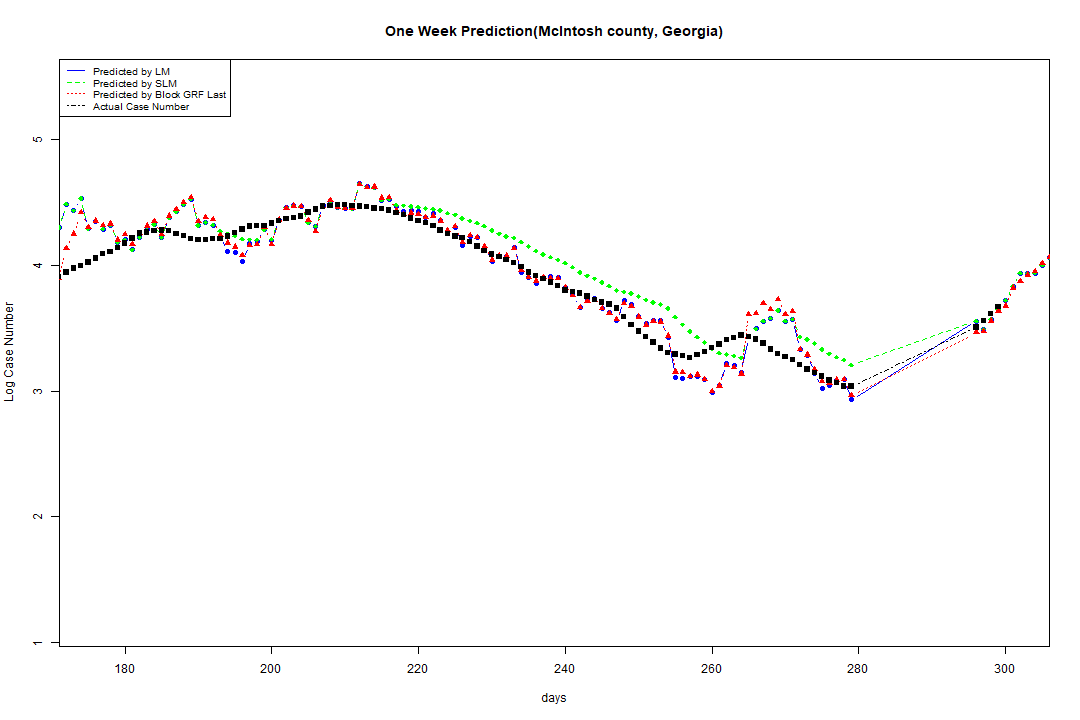 One Week Prediction(McIntosh county, Georgia)
Predicted by LM
Predicted by SLM
Predicted by Block GRF Last
Actual Case Number
Log Case Number
5
4
3
2
1
180 200 220 240 260 280 300
days